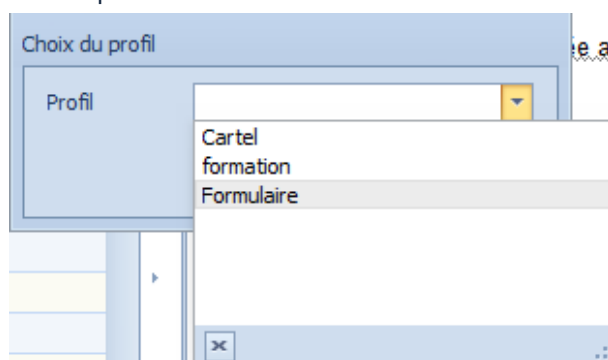 Choix du profil
Profil
Cartel
formation
Formulaire